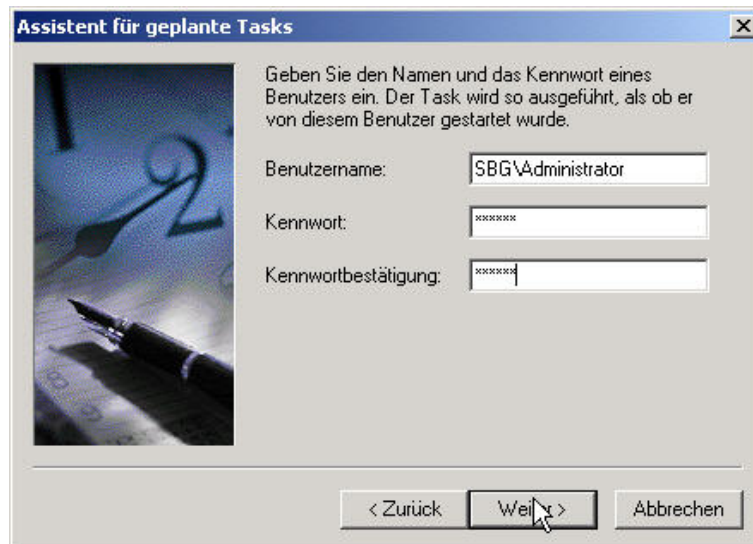 Assistent für geplante Tasks
Geben Sie den Namen und das Kennwort eines
Benutzers ein. Der Task wird so ausgeführt, als ob er
von diesem Benutzer gestartet wurde.
Benutzername: SBG\Administrator
Kennwort: ******
Kennwortbestätigung: ******
< Zurück Weiter > Abbrechen